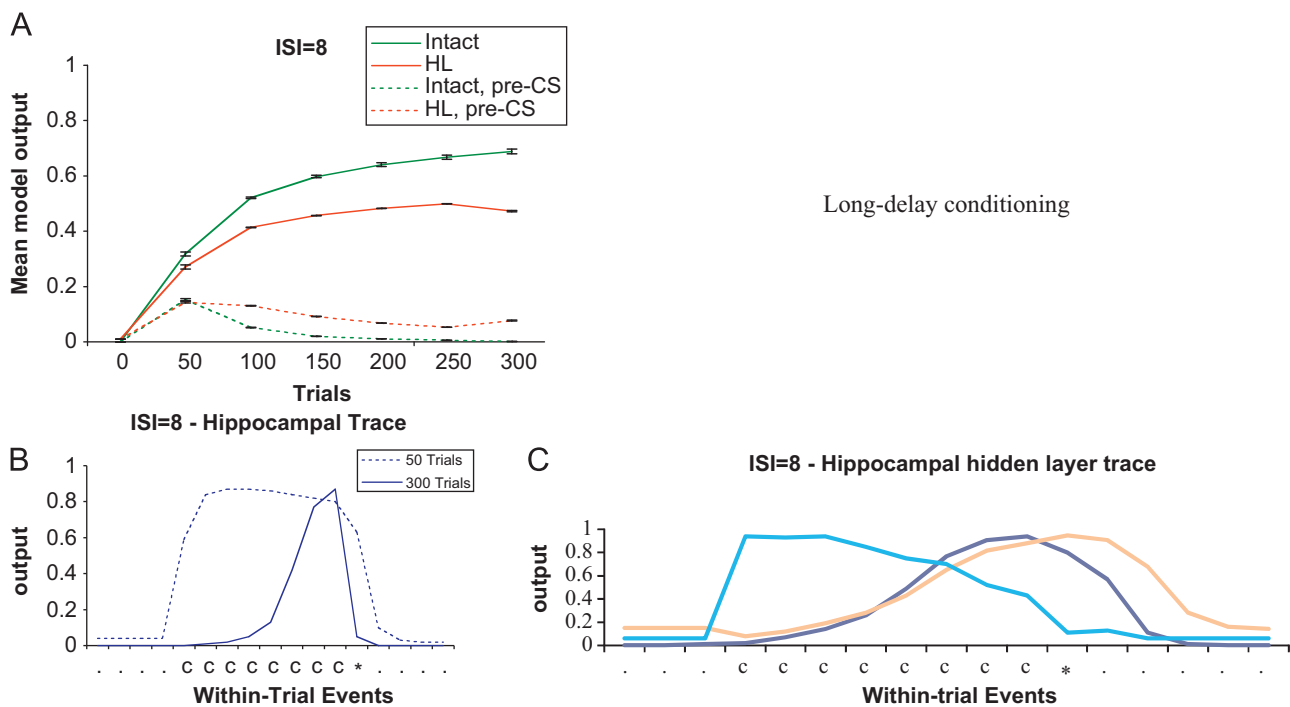 A
ISI=8
Intact
HL
Intact, pre-CS
HL, pre-CS
Mean model output
1
0.8
0.6
0.4
0.2
0
0 50 100 150 200 250 300
Trials
Long-delay conditioning
ISI=8 - Hippocampal Trace
B
50 Trials
300 Trials
output
1
0.8
0.6
0.4
0.2
0
. . . . C C C C C C C C * . . . .
Within-Trial Events
C
ISI=8 - Hippocampal hidden layer trace
output
1
0.8
0.6
0.4
0.2
0
. . . c c c c c c c c * . . . . .
Within-trial Events